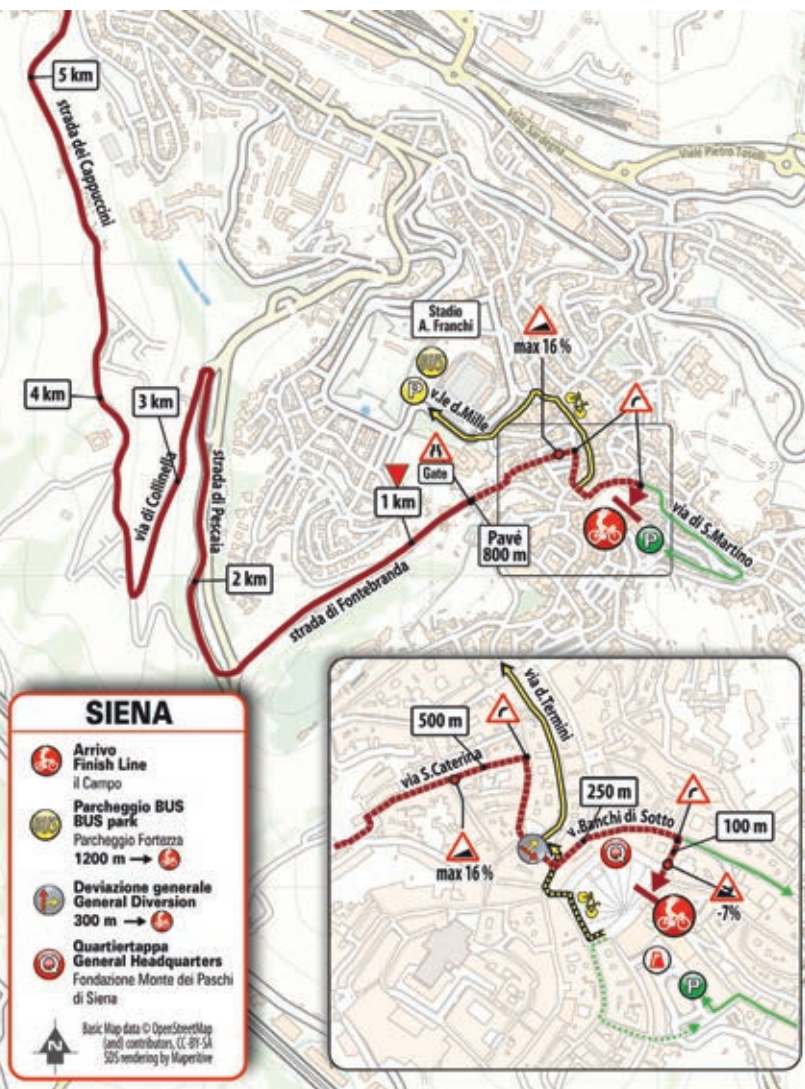 5 km
strada dei Cappuccini
Viale Sardegna
Viale Pietro Toselli
Stadio
A. Franchi
max 16 %
BUS
P
v.le d.Mille
4 km
3 km
via di Collinella
strada di Pescaia
Gate
1 km
Pavé
800 m
P
via di S.Martino
2 km
strada di Fontebranda
via d.Termini
500 m
via S.Caterina
250 m
v.Banchi di Sotto
100 m
max 16 %
Q
-7%
P
SIENA
Arrivo
Finish Line
il Campo
BUS
Parcheggio BUS
BUS park
Parcheggio Fortezza
1200 m
Deviazione generale
General Diversion
300 m
Q
Quartiertappa
General Headquarters
Fondazione Monte dei Paschi
di Siena
N
Basic Map data © OpenStreetMap
(and) contributors, CC-BY-SA
SDS rendering by Maperitive